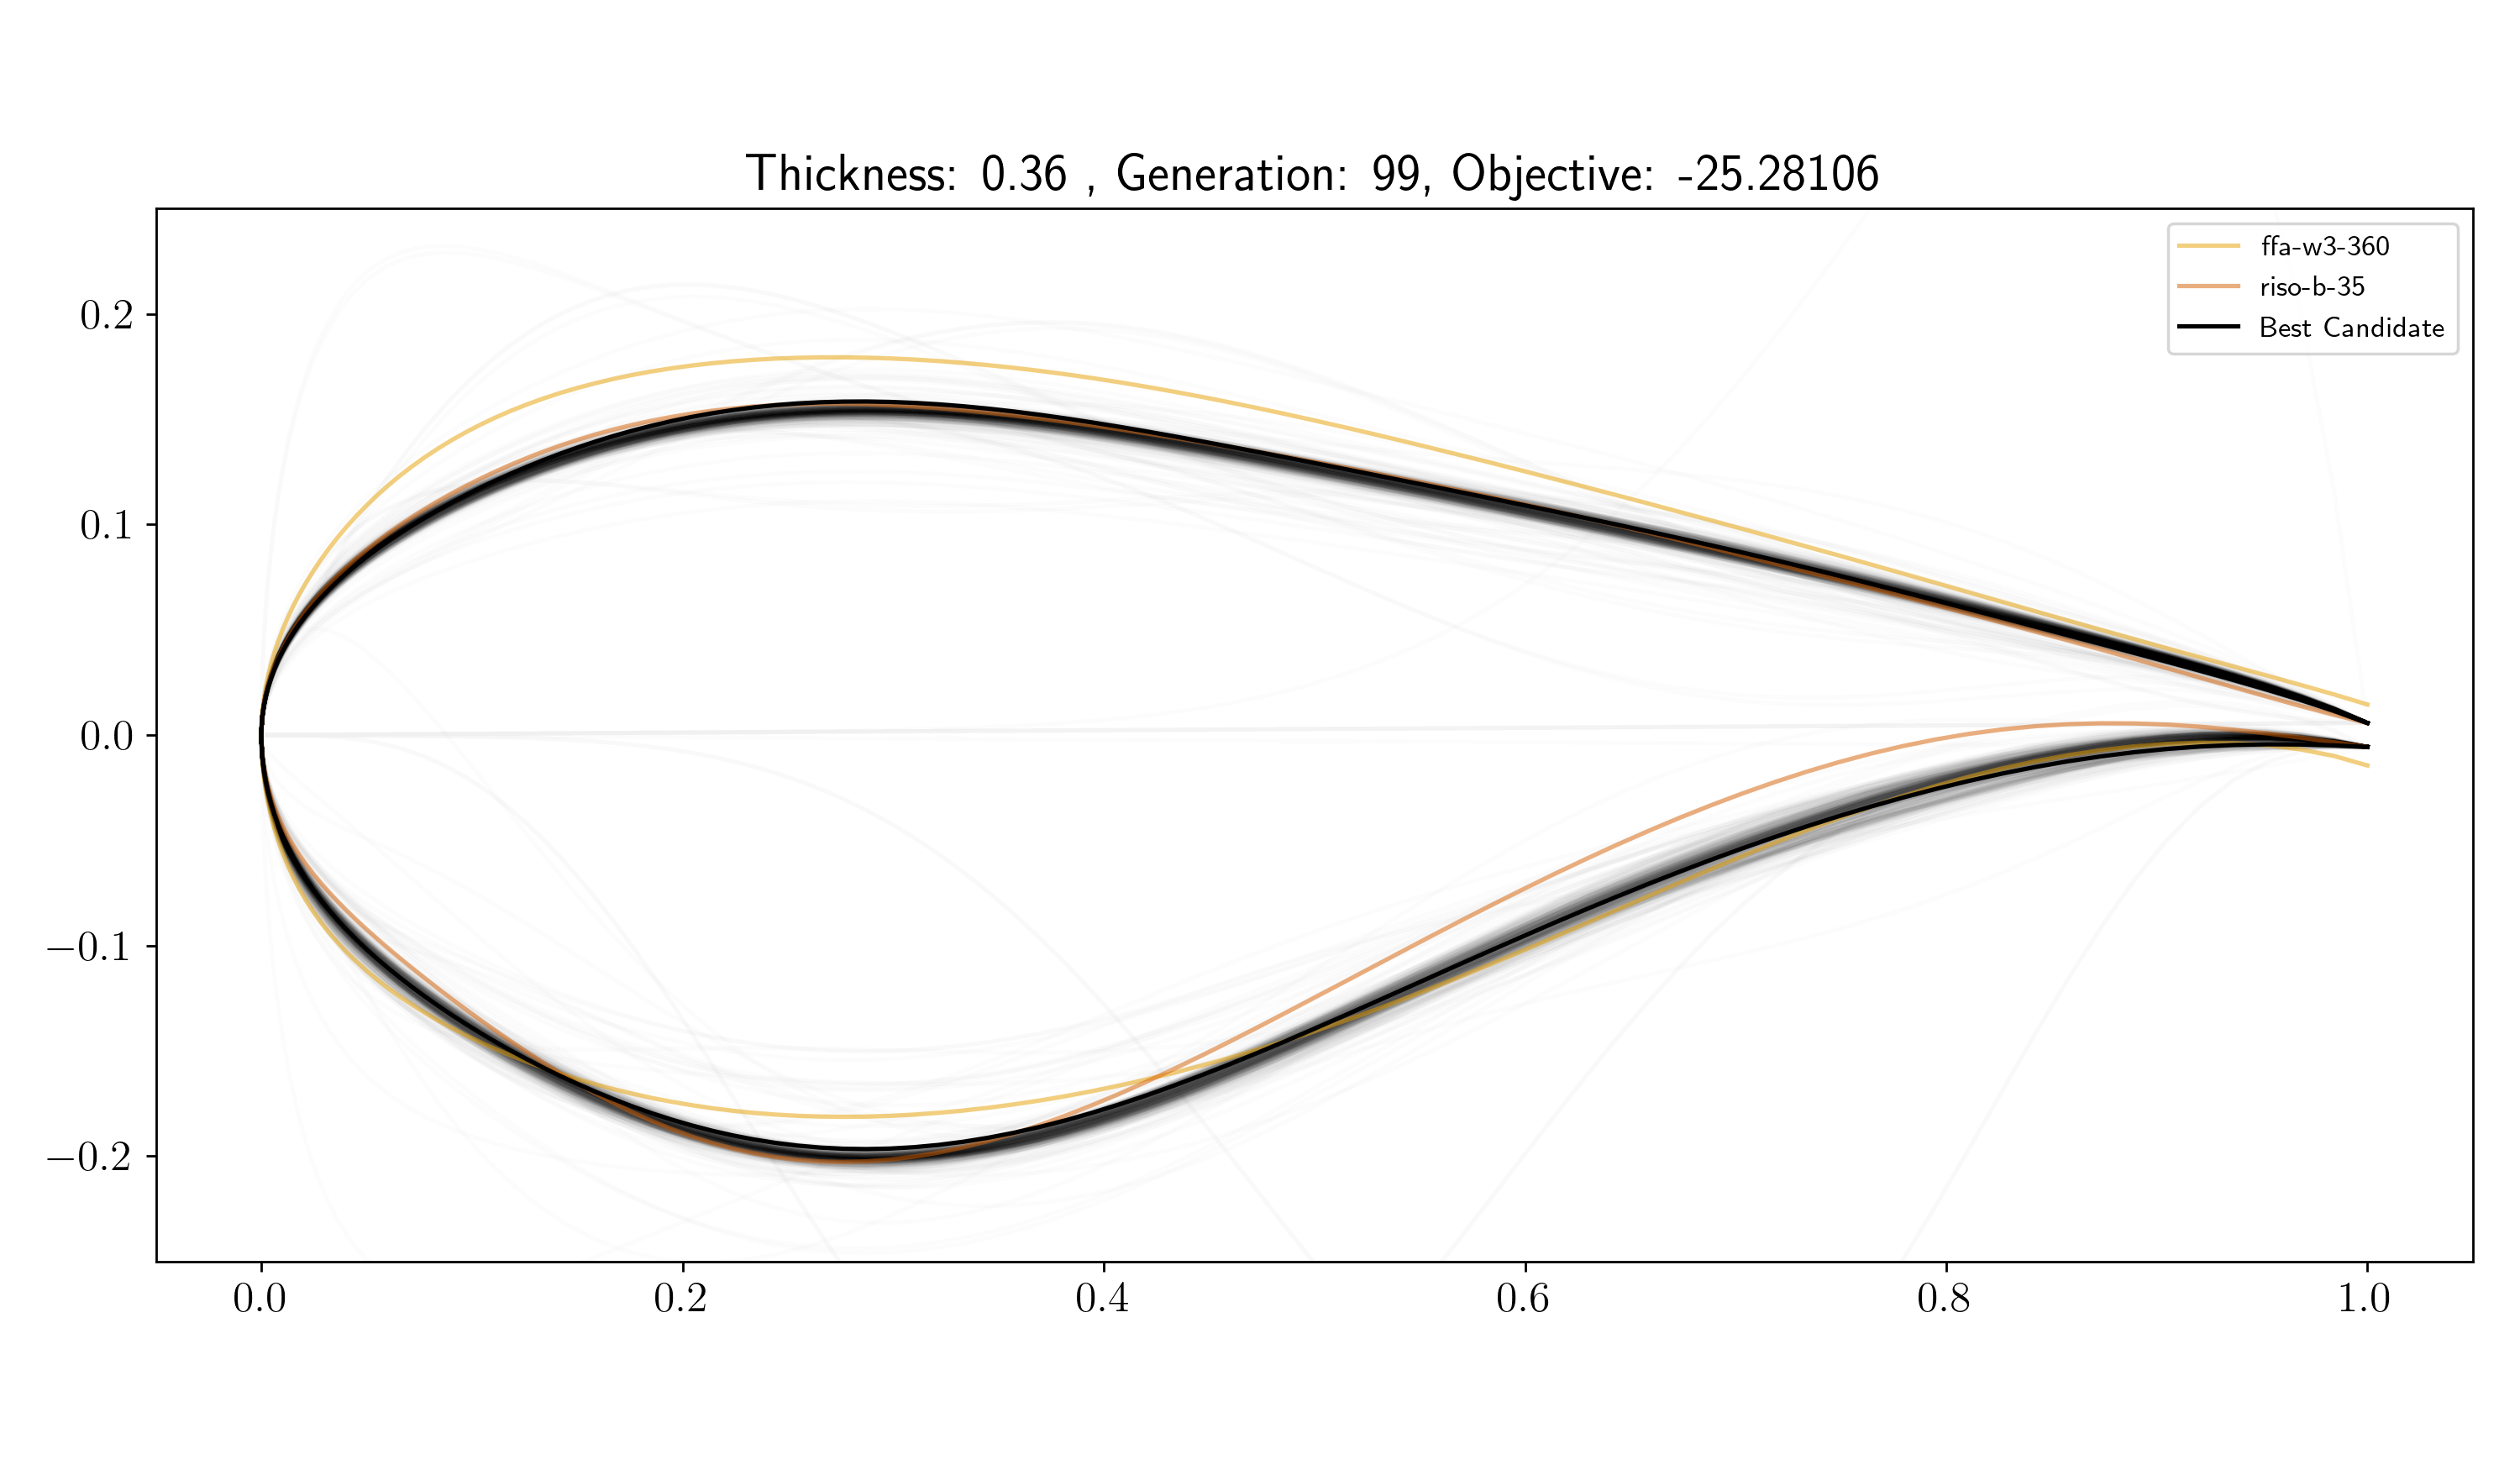 Thickness: 0.36 , Generation: 99, Objective: -25.28106
ffa-w3-360
riso-b-35
Best Candidate
0.2
0.1
0.0
−0.1
−0.2
0.0 0.2 0.4 0.6 0.8 1.0